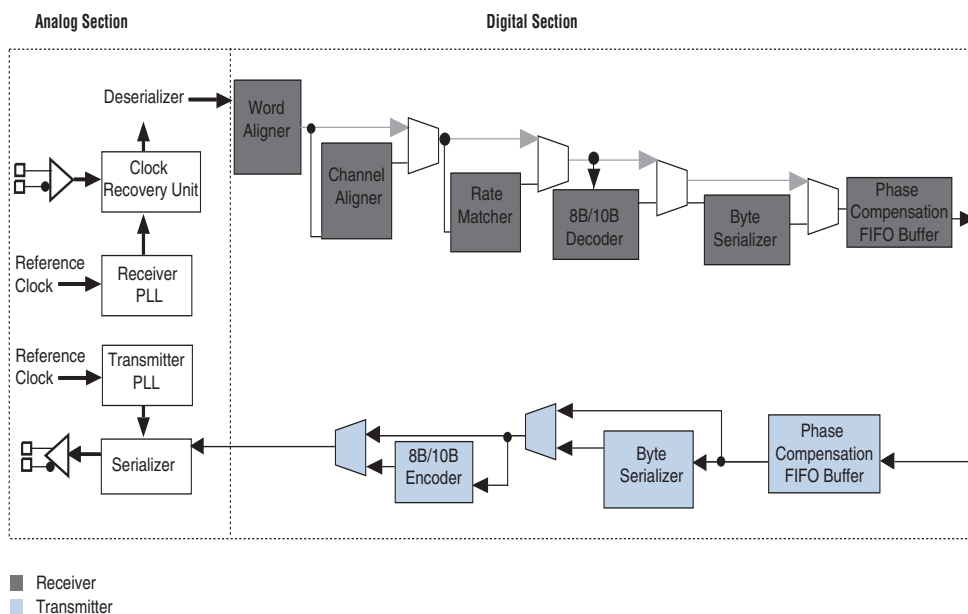 Analog Section
Digital Section
Deserializer
Word
Aligner
Clock
Recovery Unit
Channel
Aligner
Rate
Matcher
8B/10B
Decoder
Byte
Serializer
Phase
Compensation
FIFO Buffer
Reference
Clock
Receiver
PLL
Reference
Clock
Transmitter
PLL
Serializer
8B/10B
Encoder
Byte
Serializer
Phase
Compensation
FIFO Buffer
Receiver
Transmitter